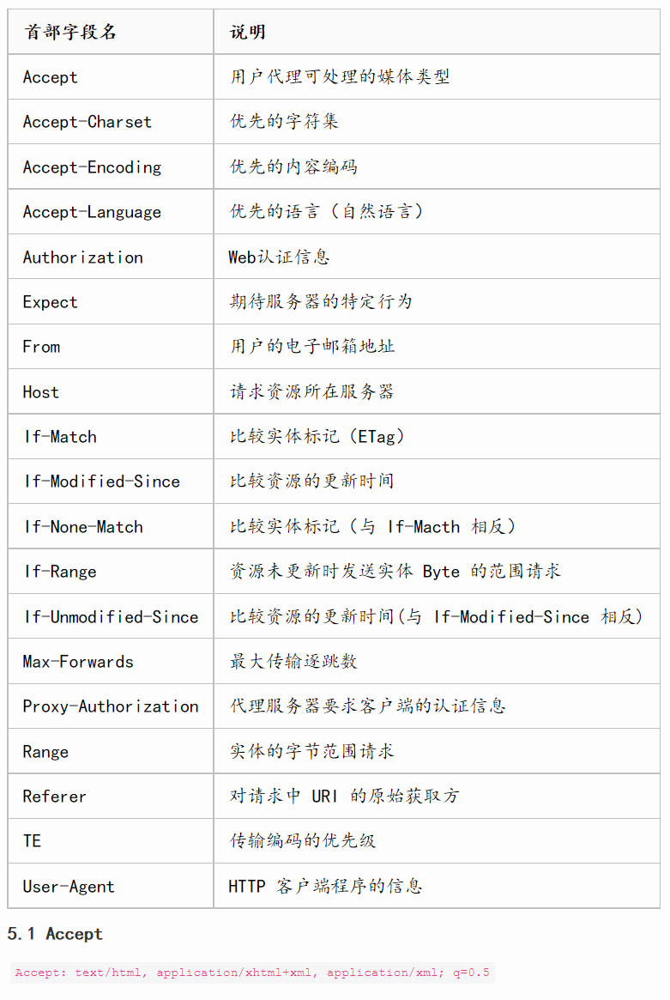 首部字段名 说明
Accept 用户代理可处理的媒体类型
Accept-Charset 优先的字符集
Accept-Encoding 优先的内容编码
Accept-Language 优先的语言（自然语言）
Authorization Web认证信息
Expect 期待服务器的特定行为
From 用户的电子邮箱地址
Host 请求资源所在服务器
If-Match 比较实体标记（ETag）
If-Modified-Since 比较资源的更新时间
If-None-Match 比较实体标记（与 If-Macth 相反）
If-Range 资源未更新时发送实体 Byte 的范围请求
If-Unmodified-Since 比较资源的更新时间(与 If-Modified-Since 相反)
Max-Forwards 最大传输逐跳数
Proxy-Authorization 代理服务器要求客户端的认证信息
Range 实体的字节范围请求
Referer 对请求中 URI 的原始获取方
TE 传输编码的优先级
User-Agent HTTP 客户端程序的信息
5.1 Accept
Accept: text/html, application/xhtml+xml, application/xml; q=0.5